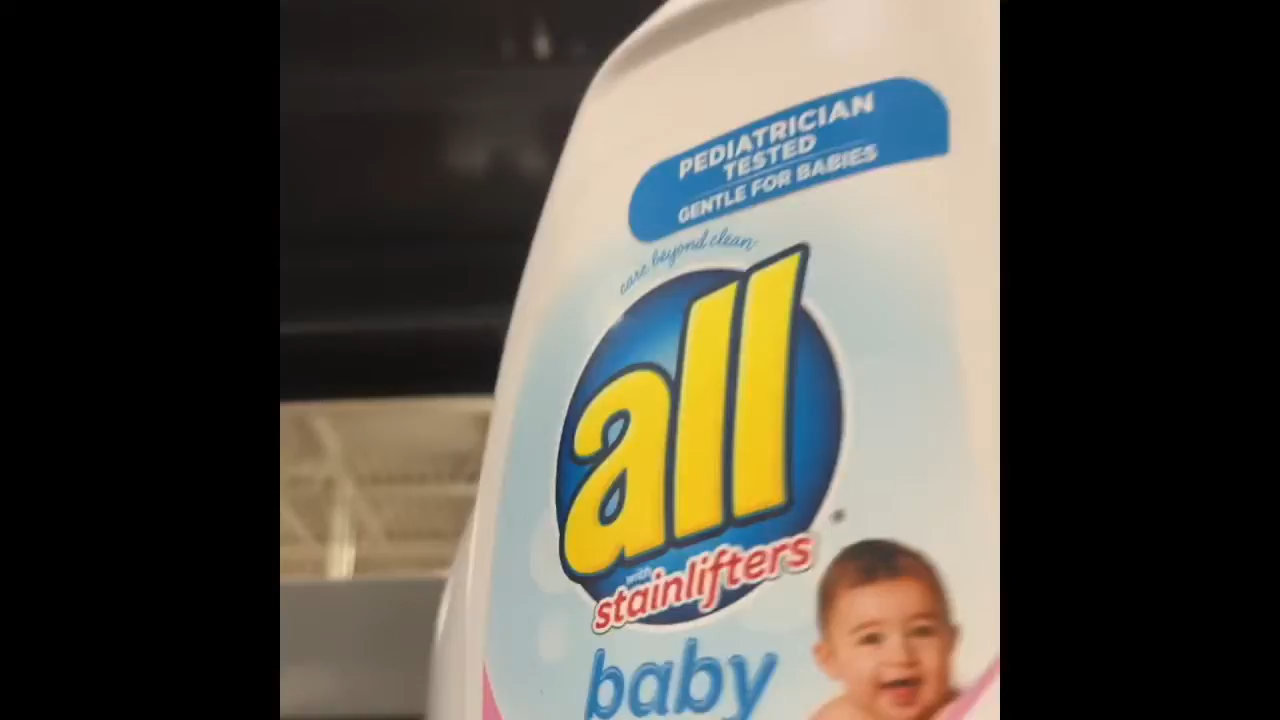 PEDIATRICIAN
TESTED
GENTLE FOR BABIES
care beyond clean
all
with
stainlifters
baby